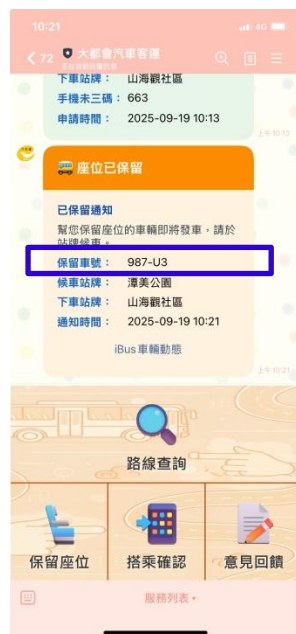 10:21
4G
72 大都會汽車客運
下車站牌： 山海觀社區
手機末三碼： 663
申請時間： 2025-09-19 10:13
上午 10:13
座位已保留
已保留通知
幫您保留座位的車輛即將發車，請於
站牌候車。
保留車號： 987-U3
候車站牌： 潭美公園
下車站牌： 山海觀社區
通知時間： 2025-09-19 10:21
iBus車輛動態
上午 10:21
路線查詢
保留座位 搭乘確認 意見回饋
服務列表